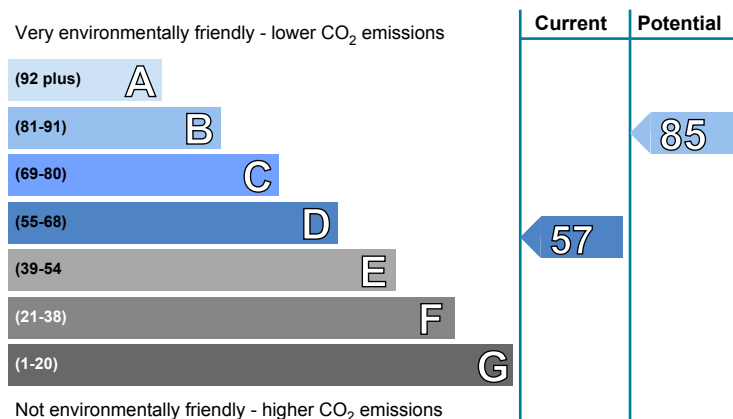 Very environmentally friendly - lower CO2 emissions
Current
Potential
(92 plus) A
(81-91) B
85
(69-80) C
(55-68) D
57
(39-54 E
(21-38) F
(1-20) G
Not environmentally friendly - higher CO2 emissions